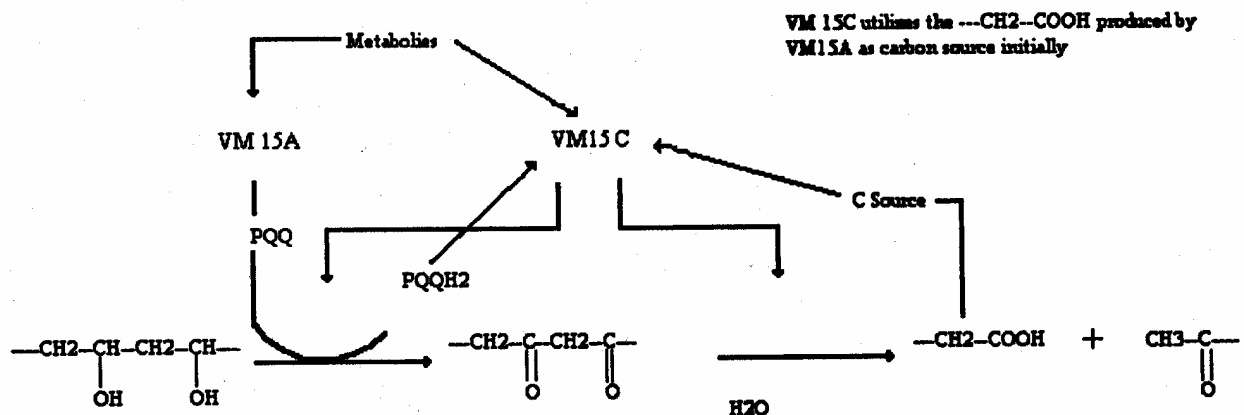 VM 15C utilizes the ---CH2--COOH produced by
VM15A as carbon source initially
Metabolies
VM 15A
VM15 C
C Source
PQQ
PQQH2
—CH2–CH–CH2–CH—
OH
OH
—CH2–C–CH2–C—
O
O
H2O
—CH2–COOH + CH3–C—
O